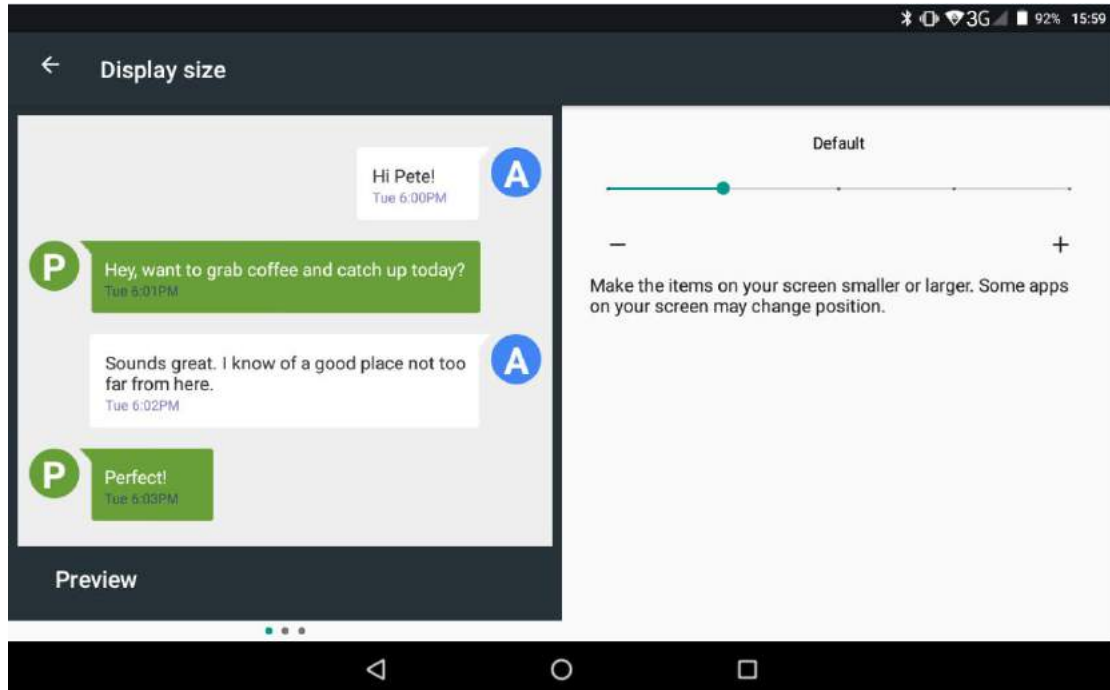 3G 92% 15:59
Display size
Hi Pete!
Tue 6:00PM
A
P
Hey, want to grab coffee and catch up today?
Tue 6:01PM
Sounds great. I know of a good place not too
far from here.
Tue 6:02PM
A
P
Perfect!
Tue 6:03PM
Preview
Default
Make the items on your screen smaller or larger. Some apps
on your screen may change position.